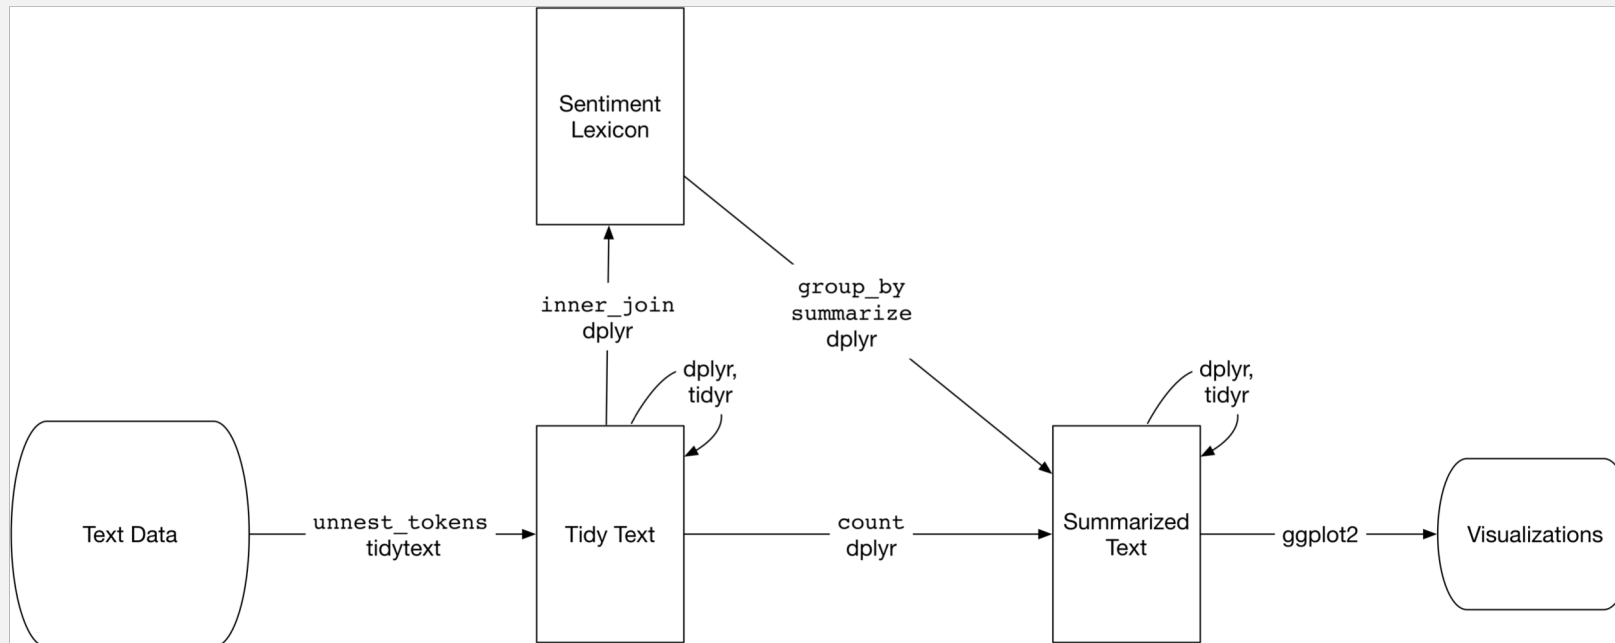 Sentiment
Lexicon
inner_join
dplyr
group_by
summarize
dplyr
dplyr,
tidyr
dplyr,
tidyr
Text Data
unnest_tokens
tidytext
Tidy Text
count
dplyr
Summarized
Text
ggplot2
Visualizations